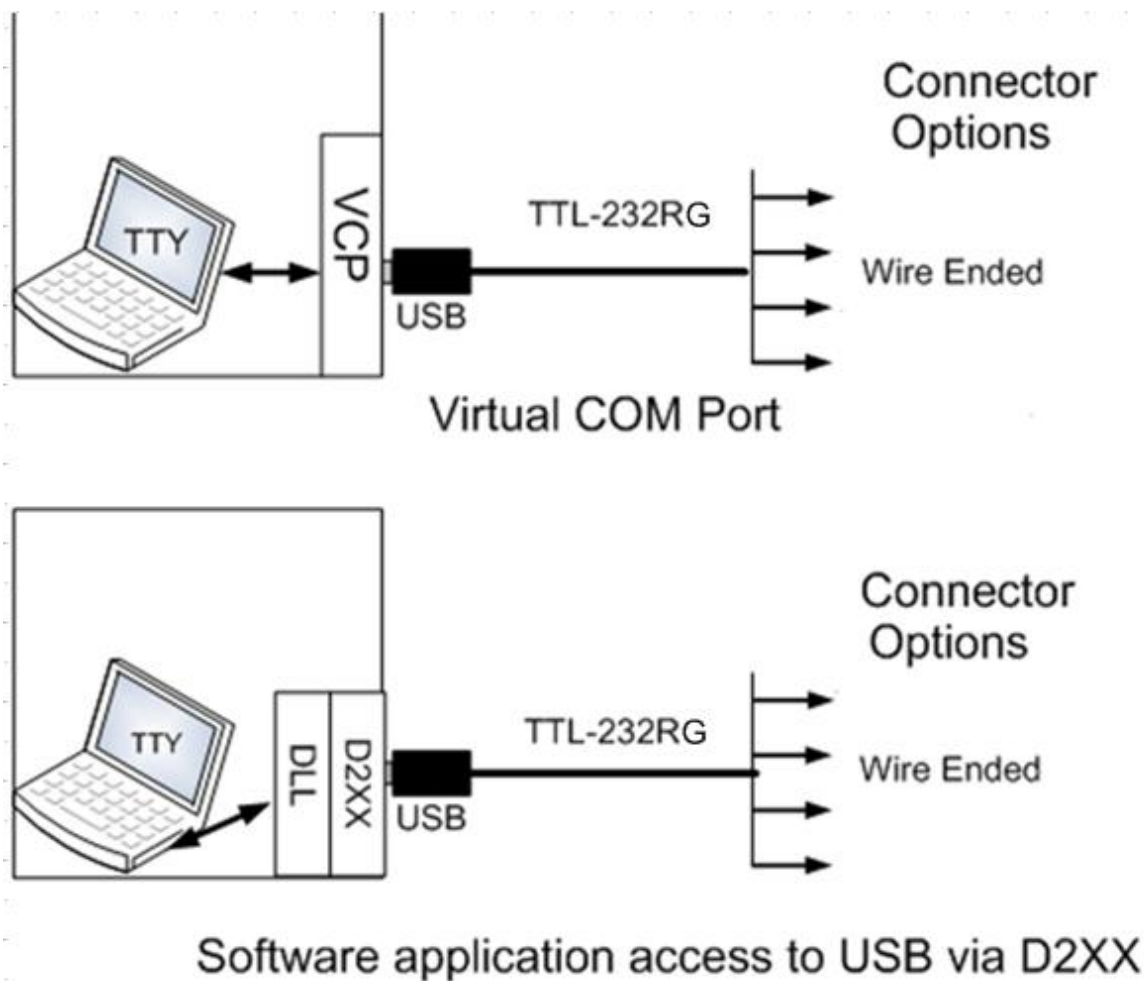 Connector
Options
TTY
VCP
TTL-232RG
USB
Wire Ended
Virtual COM Port
Connector
Options
TTY
DLL
D2XX
TTL-232RG
USB
Wire Ended
Software application access to USB via D2XX